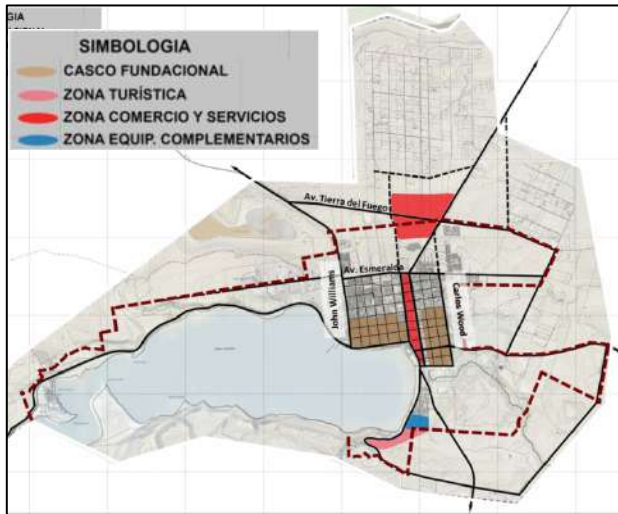 GIA
SIMBOLOGIA
CASCO FUNDACIONAL
ZONA TURÍSTICA
ZONA COMERCIO Y SERVICIOS
ZONA EQUIP. COMPLEMENTARIOS
Av. Tierra del Fuego
Av. Esmeralda
John Williams
Carlos Wood